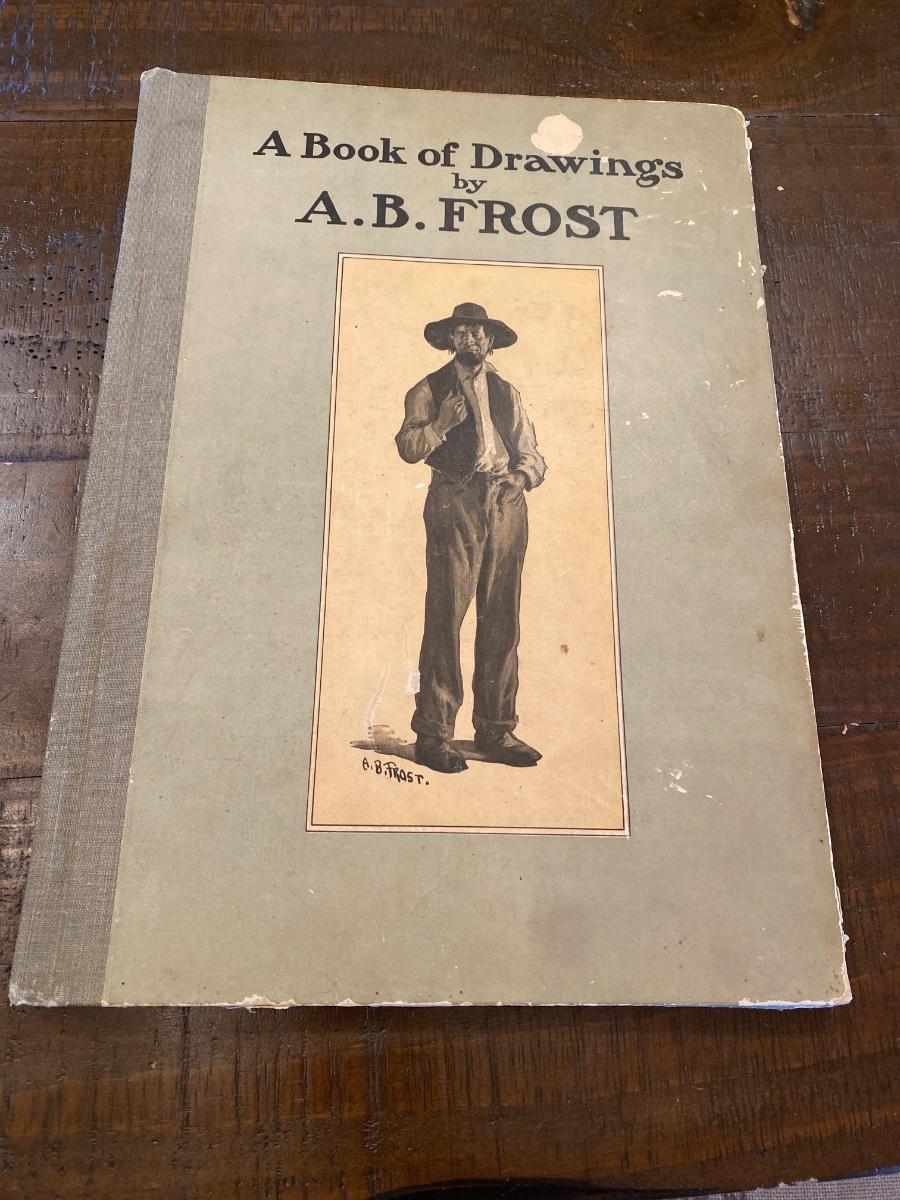 A Book of Drawings
by
A.B. FROST
A.B. FROST.